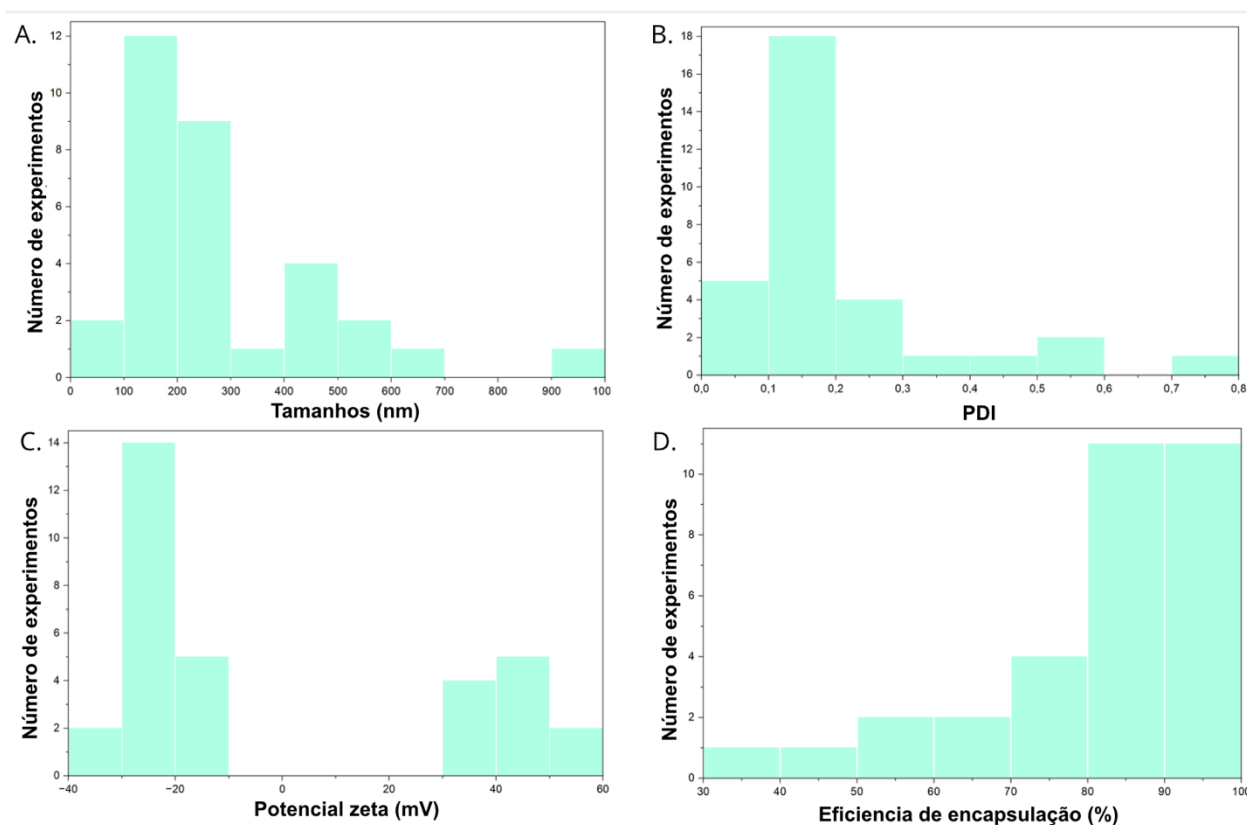 A.
Número de experimentos
12
10
8
6
4
2
0
0 100 200 300 400 500 600 700 800 900 1000
Tamanhos (nm)
B.
Número de experimentos
18
16
14
12
10
8
6
4
2
0
0,0 0,1 0,2 0,3 0,4 0,5 0,6 0,7 0,8
PDI
C.
Número de experimentos
14
12
10
8
6
4
2
0
−40 −20 0 20 40 60
Potencial zeta (mV)
D.
Número de experimentos
10
8
6
4
2
0
30 40 50 60 70 80 90 100
Eficiencia de encapsulação (%)